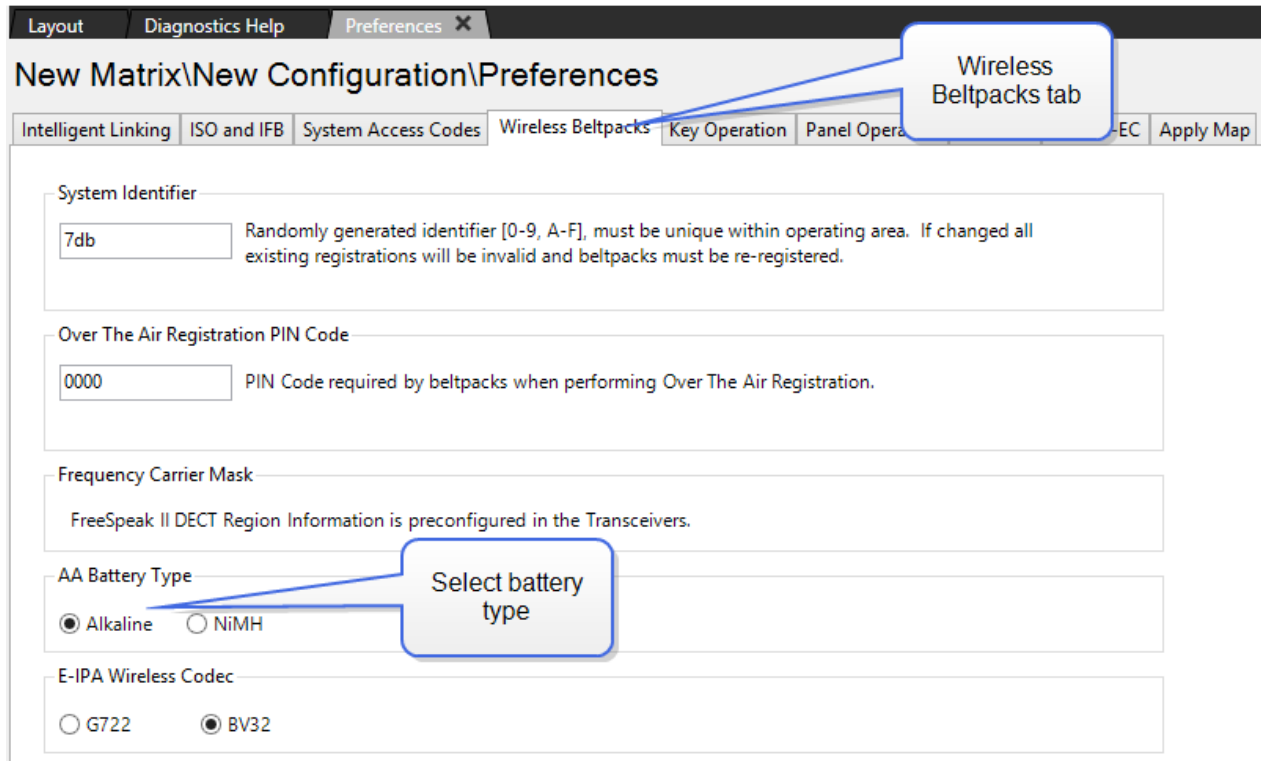 Layout Diagnostics Help Preferences X
Wireless
Beltpacks tab
New Matrix\New Configuration\Preferences
Intelligent Linking ISO and IFB System Access Codes Wireless Beltpacks Key Operation Panel Opera -EC Apply Map
System Identifier
7db
Randomly generated identifier [0-9, A-F], must be unique within operating area. If changed all
existing registrations will be invalid and beltpacks must be re-registered.
Over The Air Registration PIN Code
0000 PIN Code required by beltpacks when performing Over The Air Registration.
Frequency Carrier Mask
FreeSpeak II DECT Region Information is preconfigured in the Transceivers.
AA Battery Type
Select battery
type
Alkaline NiMH
E-IPA Wireless Codec
G722 BV32